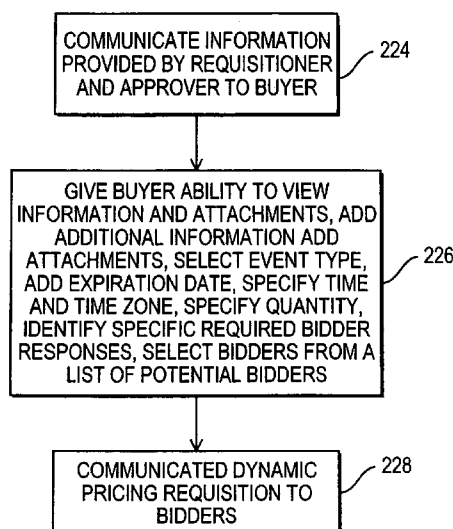 COMMUNICATE INFORMATION
PROVIDED BY REQUISITIONER
AND APPROVER TO BUYER
224
GIVE BUYER ABILITY TO VIEW
INFORMATION AND ATTACHMENTS, ADD
ADDITIONAL INFORMATION ADD
ATTACHMENTS, SELECT EVENT TYPE,
ADD EXPIRATION DATE, SPECIFY TIME
AND TIME ZONE, SPECIFY QUANTITY,
IDENTIFY SPECIFIC REQUIRED BIDDER
RESPONSES, SELECT BIDDERS FROM A
LIST OF POTENTIAL BIDDERS
226
COMMUNICATED DYNAMIC
PRICING REQUISITION TO
BIDDERS
228